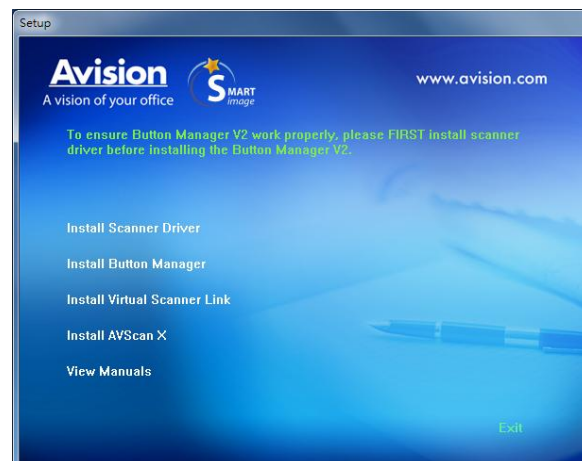 Setup
Avision
A vision of your office
SMART
Image
www.avision.com
To ensure Button Manager V2 work properly, please FIRST install scanner
driver before installing the Button Manager V2.
Install Scanner Driver
Install Button Manager
Install Virtual Scanner Link
Install AVScan X
View Manuals
Exit